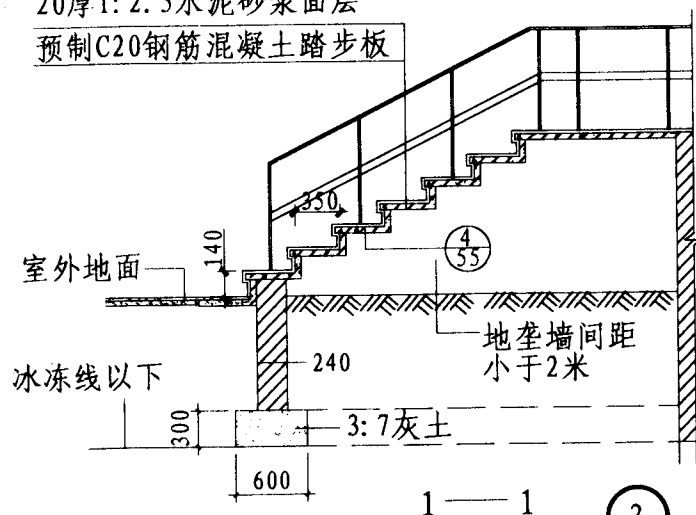 20厚1:2.5水泥砂浆面层
预制C20钢筋混凝土踏步板
350
140
4
55
室外地面
地垄墙间距
小于2米
240
冰冻线以下
300
3:7灰土
600
1 1
2